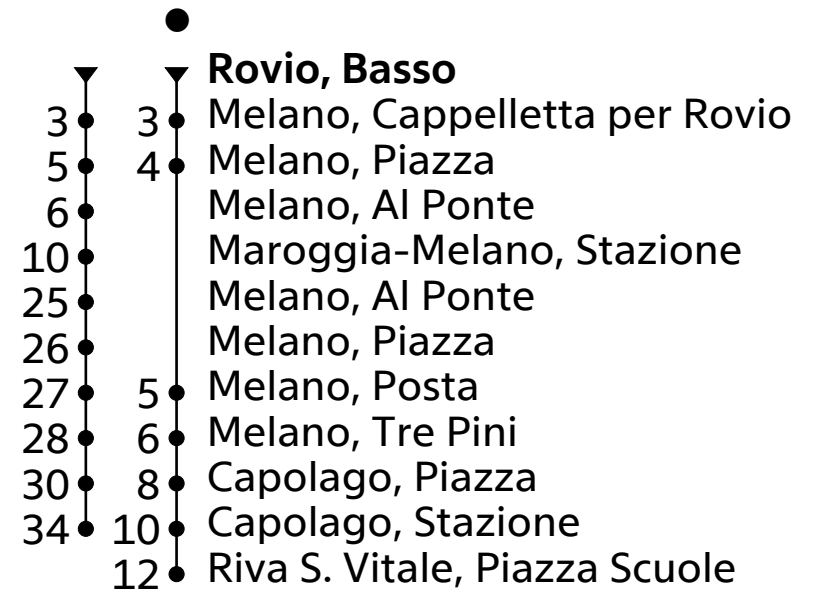 Rovio, Basso
3 3 Melano, Cappelletta per Rovio
5 4 Melano, Piazza
6 Melano, Al Ponte
10 Maroggia-Melano, Stazione
25 Melano, Al Ponte
26 Melano, Piazza
27 5 Melano, Posta
28 6 Melano, Tre Pini
30 8 Capolago, Piazza
34 10 Capolago, Stazione
12 Riva S. Vitale, Piazza Scuole